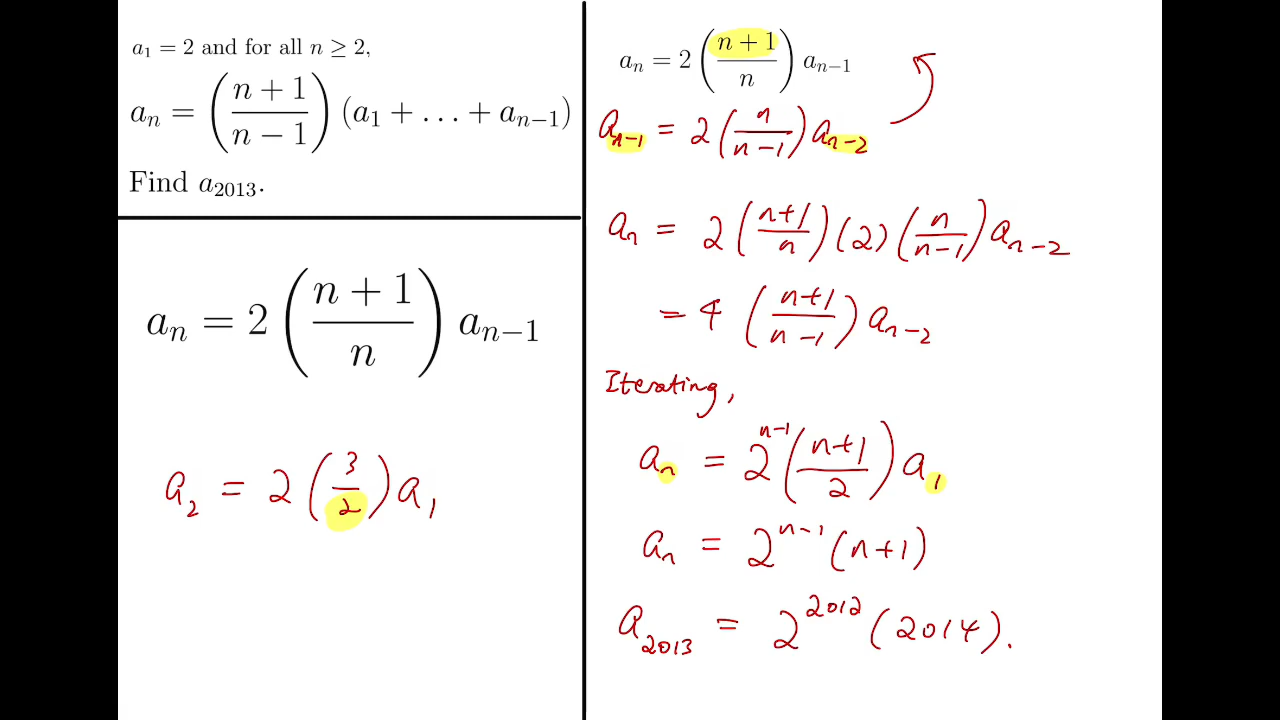 a₁ = 2 and for all n ≥ 2,
aₙ = ((n + 1)/(n − 1)) (a₁ + … + aₙ₋₁)
Find a₂₀₁₃.
aₙ = 2 ((n + 1)/n) aₙ₋₁
a₂ = 2 (3/2) a₁
aₙ = 2 ((n + 1)/n) aₙ₋₁
aₙ₋₁ = 2 (n/(n−1)) aₙ₋₂
aₙ = 2 ((n+1)/n) (2) (n/(n−1)) aₙ₋₂
= 4 ((n+1)/(n−1)) aₙ₋₂
Iterating,
aₙ = 2ⁿ⁻¹ ((n+1)/2) a₁
aₙ = 2ⁿ⁻¹ (n+1)
a₂₀₁₃ = 2²⁰¹² (2014).